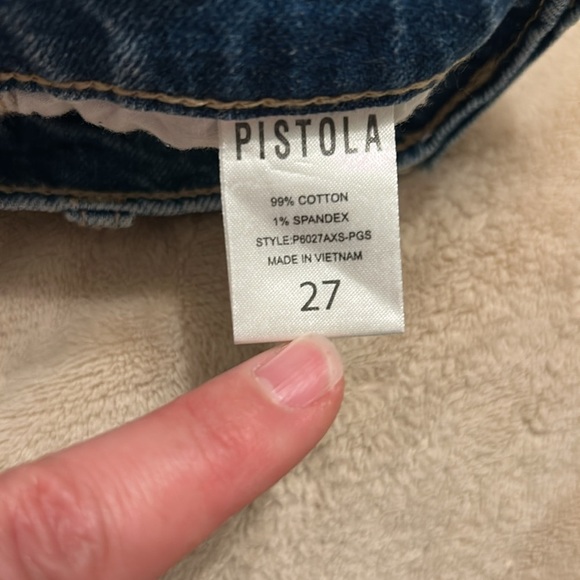 PISTOLA
99% COTTON
1% SPANDEX
STYLE:P6027AXS-PGS
MADE IN VIETNAM
27